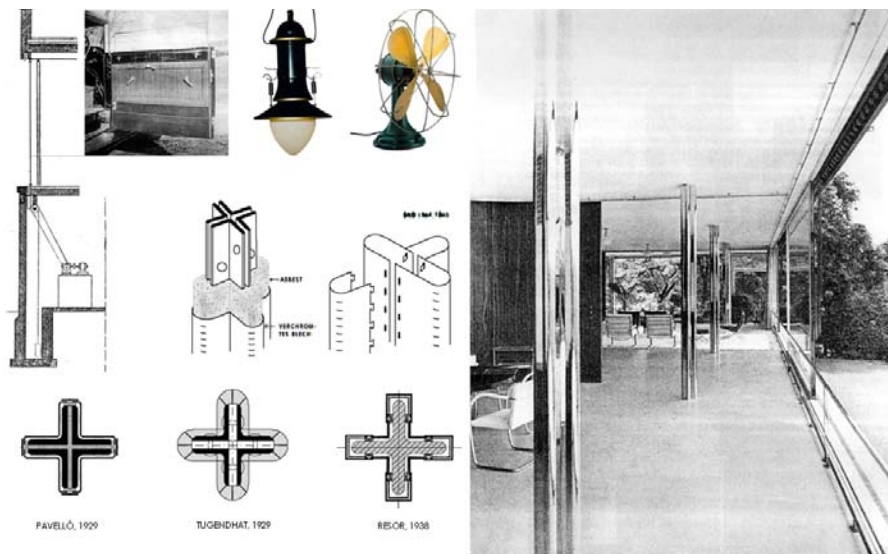 ASBEST
VERCHROM-
TES BLECH
PAVELLÓ, 1929
TUGENDHAT, 1929
RESOR, 1938